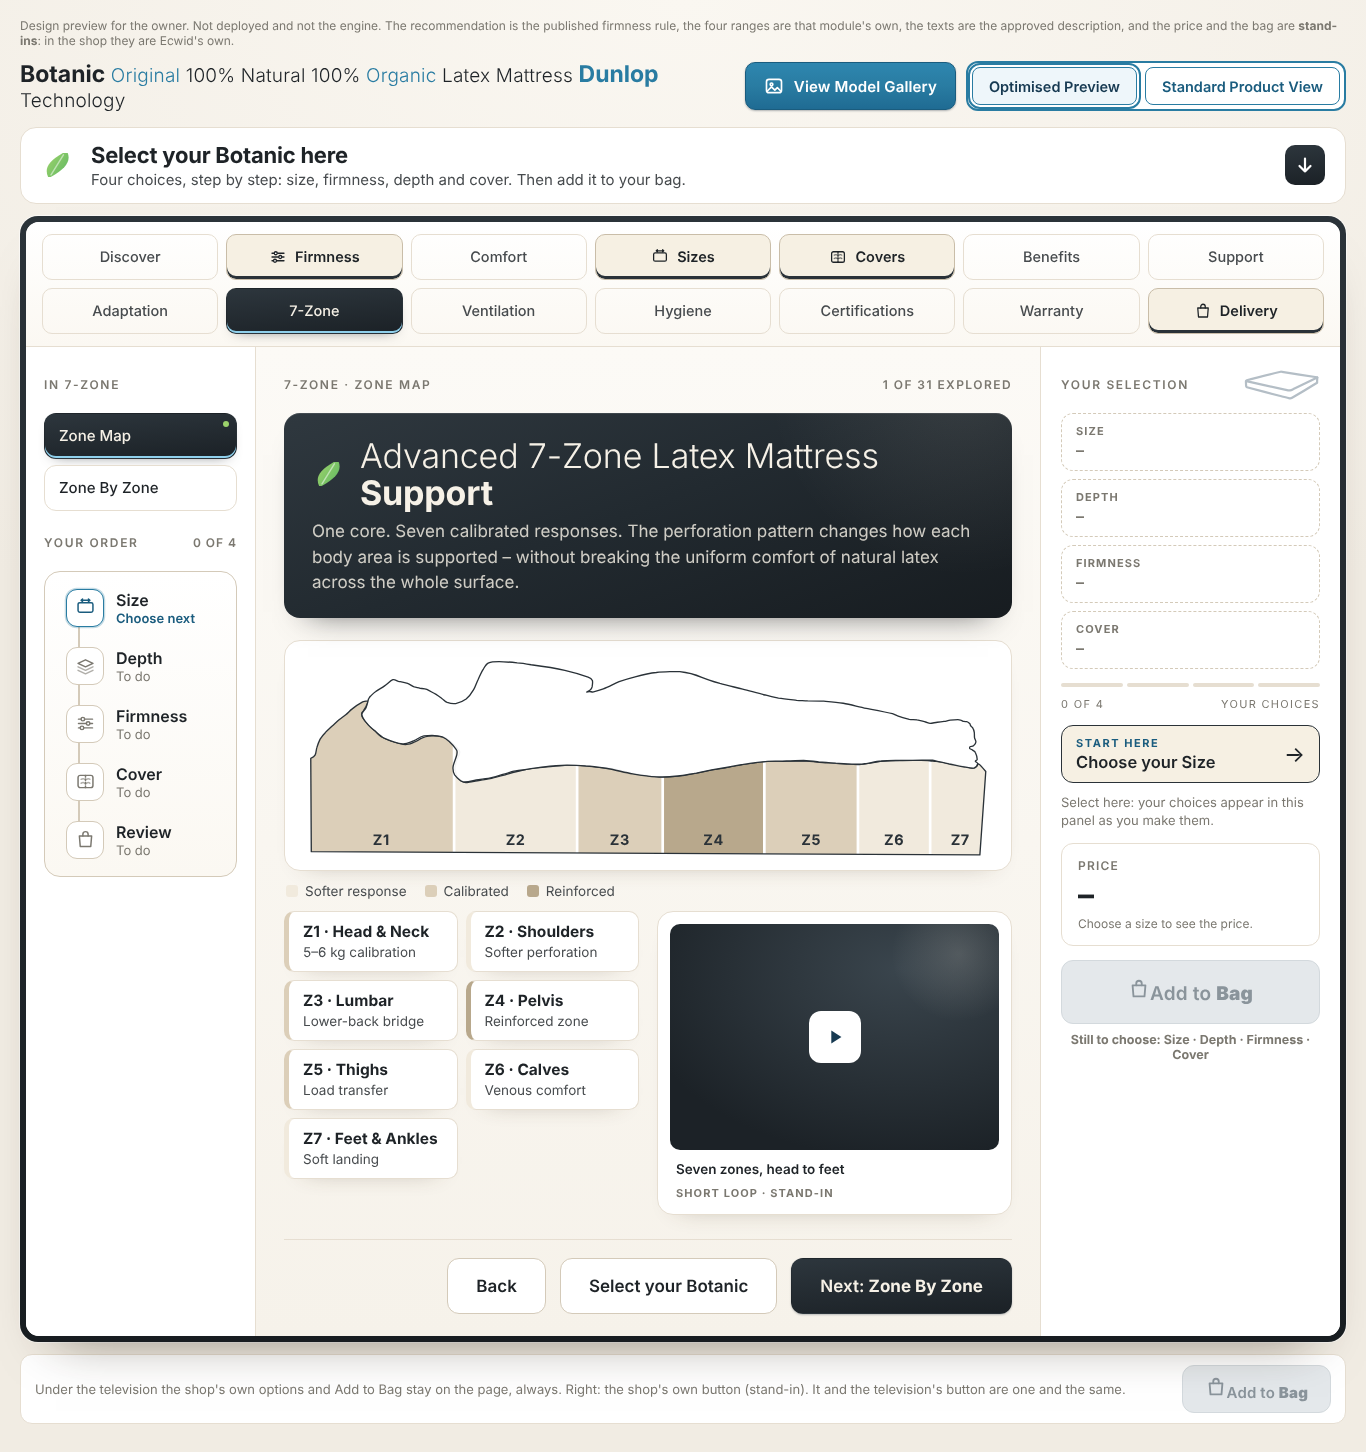 Design preview for the owner. Not deployed and not the engine. The recommendation is the published firmness rule, the four ranges are that module's own, the texts are the approved description, and the price and the bag are stand-
ins: in the shop they are Ecwid's own.
Botanic Original 100% Natural 100% Organic Latex Mattress Dunlop
Technology
View Model Gallery
Optimised Preview
Standard Product View
Select your Botanic here
Four choices, step by step: size, firmness, depth and cover. Then add it to your bag.
Discover
Firmness
Comfort
Sizes
Covers
Benefits
Support
Adaptation
7-Zone
Ventilation
Hygiene
Certifications
Warranty
Delivery
IN 7-ZONE
Zone Map
Zone By Zone
YOUR ORDER
0 OF 4
Size
Choose next
Depth
To do
Firmness
To do
Cover
To do
Review
To do
7-ZONE · ZONE MAP
1 OF 31 EXPLORED
Advanced 7-Zone Latex Mattress
Support
One core. Seven calibrated responses. The perforation pattern changes how each
body area is supported – without breaking the uniform comfort of natural latex
across the whole surface.
Z1
Z2
Z3
Z4
Z5
Z6
Z7
Softer response
Calibrated
Reinforced
Z1 · Head & Neck
5–6 kg calibration
Z2 · Shoulders
Softer perforation
Z3 · Lumbar
Lower-back bridge
Z4 · Pelvis
Reinforced zone
Z5 · Thighs
Load transfer
Z6 · Calves
Venous comfort
Z7 · Feet & Ankles
Soft landing
Seven zones, head to feet
SHORT LOOP · STAND-IN
Back
Select your Botanic
Next: Zone By Zone
YOUR SELECTION
SIZE
–
DEPTH
–
FIRMNESS
–
COVER
–
0 OF 4
YOUR CHOICES
START HERE
Choose your Size
Select here: your choices appear in this
panel as you make them.
PRICE
–
Choose a size to see the price.
Add to Bag
Still to choose: Size · Depth · Firmness ·
Cover
Under the television the shop's own options and Add to Bag stay on the page, always. Right: the shop's own button (stand-in). It and the television's button are one and the same.
Add to Bag